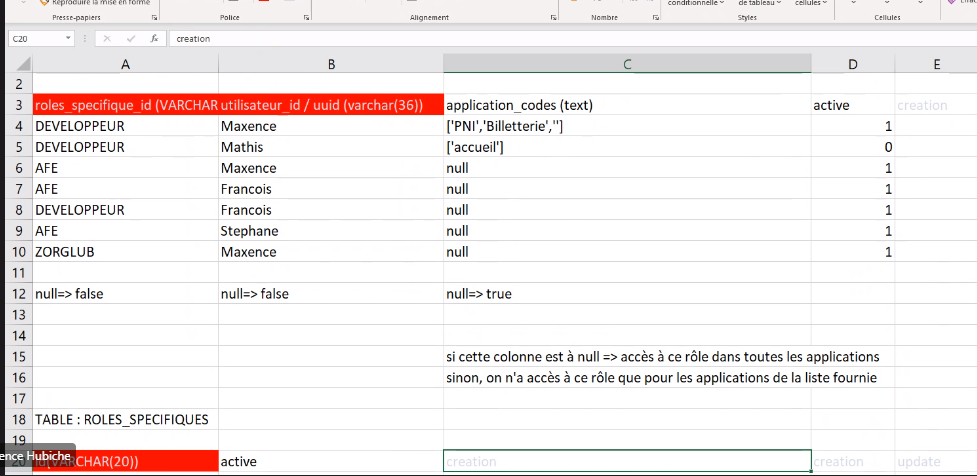 Reproduire la mise en forme
conditionnelle de tableau cellules
Presse-papiers Police Alignement Nombre Styles Cellules
C20 fx creation
A B C D E
2
3 roles_specifique_id (VARCHAR utilisateur_id / uuid (varchar(36)) application_codes (text) active creation
4 DEVELOPPEUR Maxence ['PNI','Billetterie',''] 1
5 DEVELOPPEUR Mathis ['accueil'] 0
6 AFE Maxence null 1
7 AFE Francois null 1
8 DEVELOPPEUR Francois null 1
9 AFE Stephane null 1
10 ZORGLUB Maxence null 1
11
12 null=> false null=> false null=> true
13
14
15 si cette colonne est à null => accès à ce rôle dans toutes les applications
16 sinon, on n'a accès à ce rôle que pour les applications de la liste fournie
17
18 TABLE : ROLES_SPECIFIQUES
19
ence Hubiche
20 id(VARCHAR(20)) active creation creation update